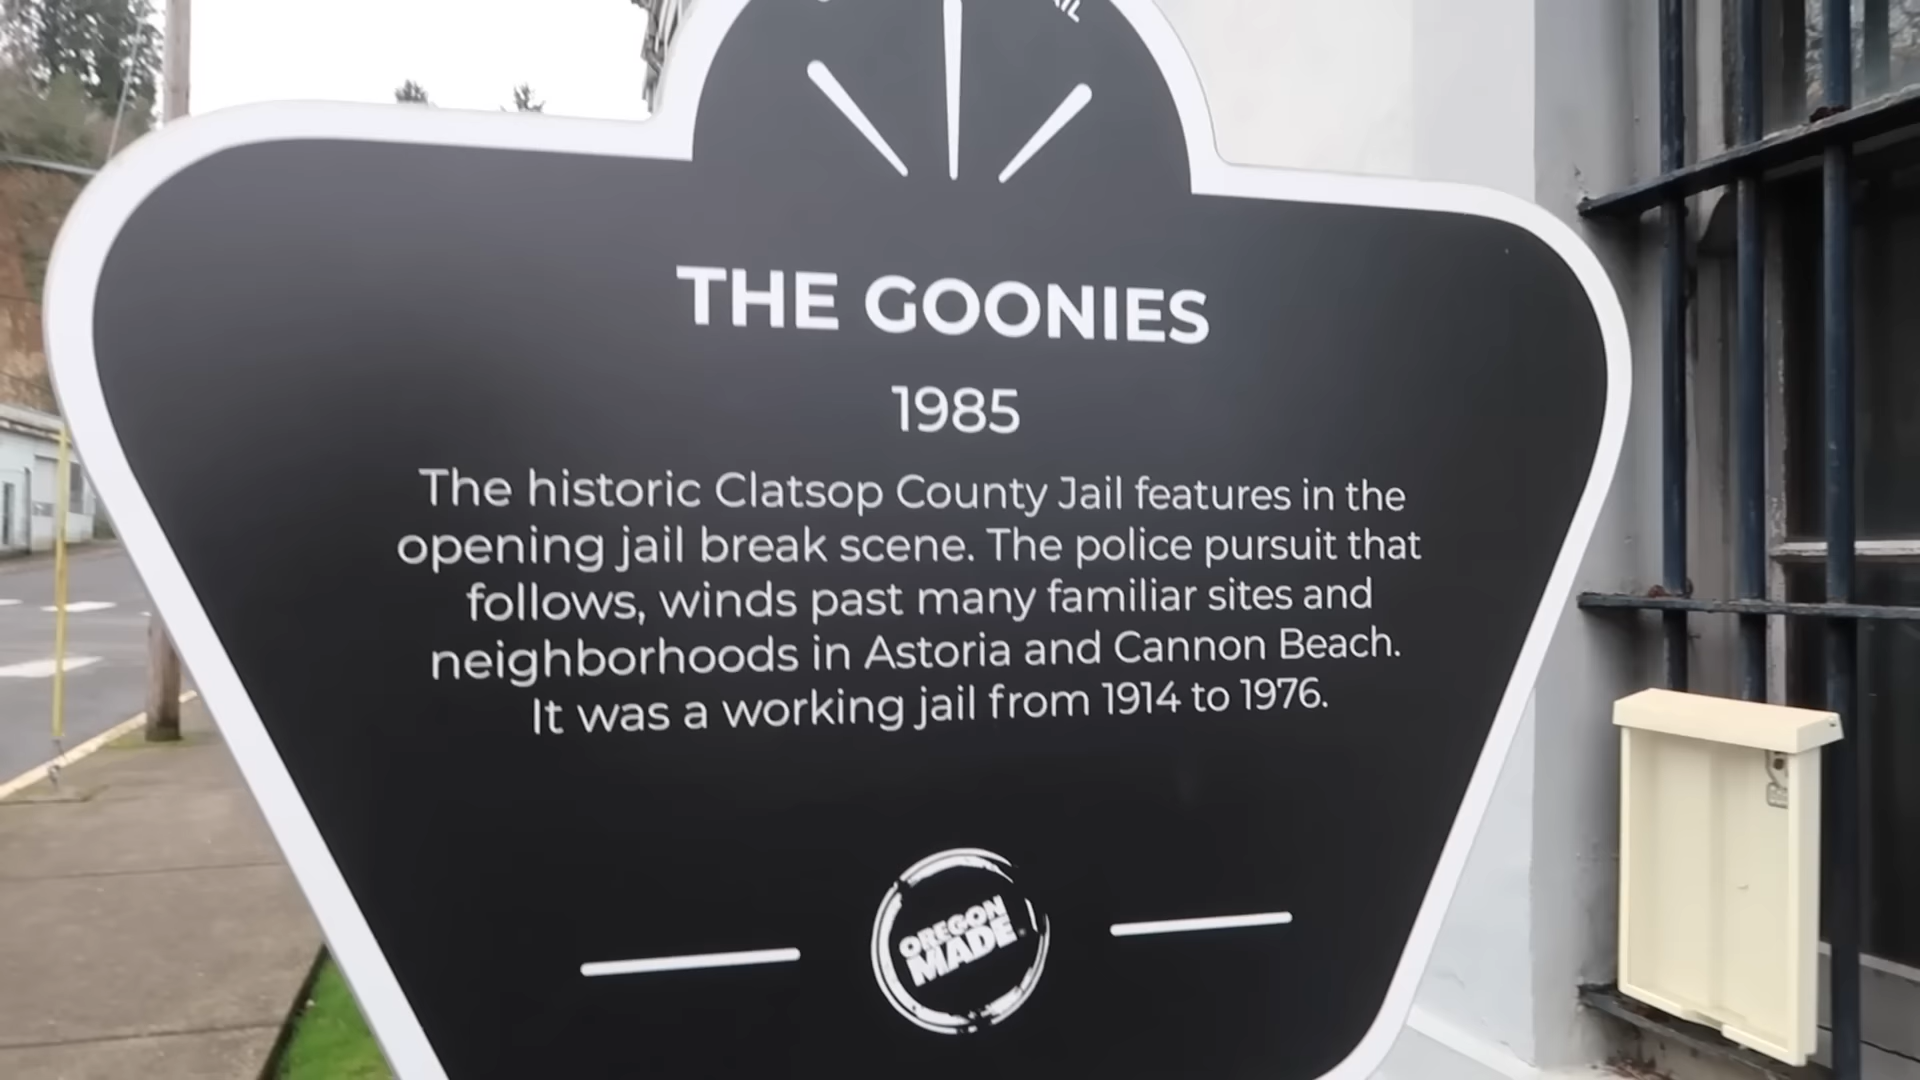 THE GOONIES
1985
The historic Clatsop County Jail features in the
opening jail break scene. The police pursuit that
follows, winds past many familiar sites and
neighborhoods in Astoria and Cannon Beach.
It was a working jail from 1914 to 1976.
OREGON
MADE